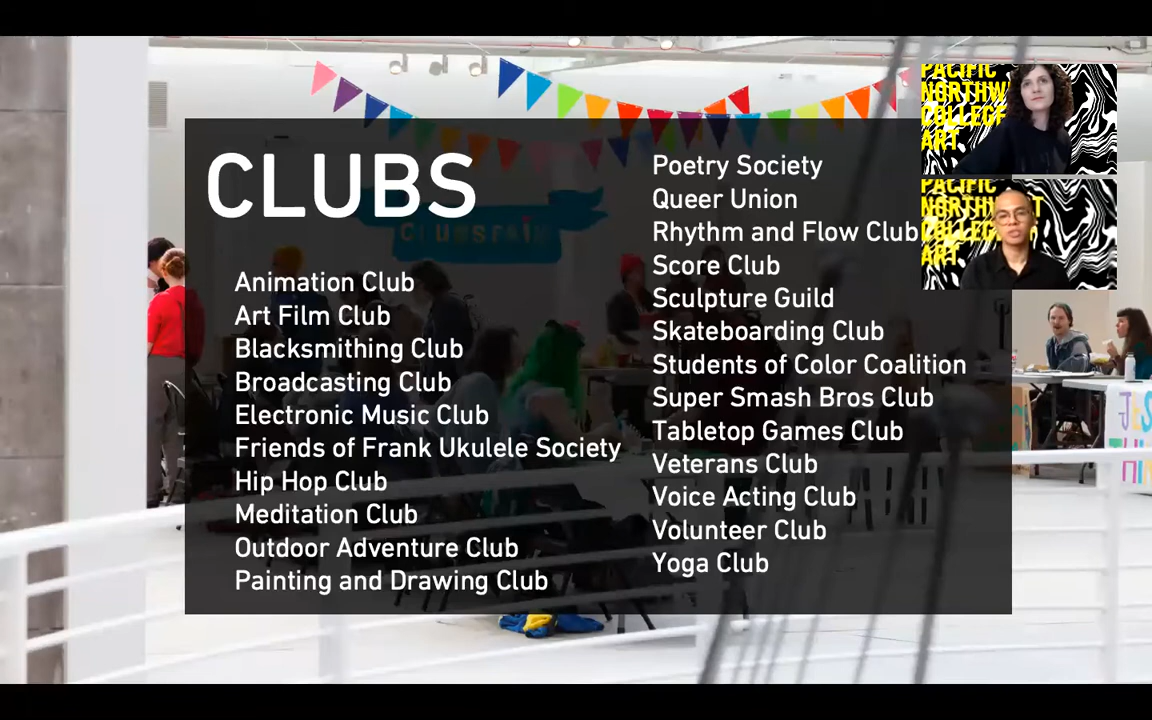 CLUBS
Animation Club
Art Film Club
Blacksmithing Club
Broadcasting Club
Electronic Music Club
Friends of Frank Ukulele Society
Hip Hop Club
Meditation Club
Outdoor Adventure Club
Painting and Drawing Club
Poetry Society
Queer Union
Rhythm and Flow Club
Score Club
Sculpture Guild
Skateboarding Club
Students of Color Coalition
Super Smash Bros Club
Tabletop Games Club
Veterans Club
Voice Acting Club
Volunteer Club
Yoga Club
PACIFIC
NORTHW
COLLEGE
ART
PACIFIC